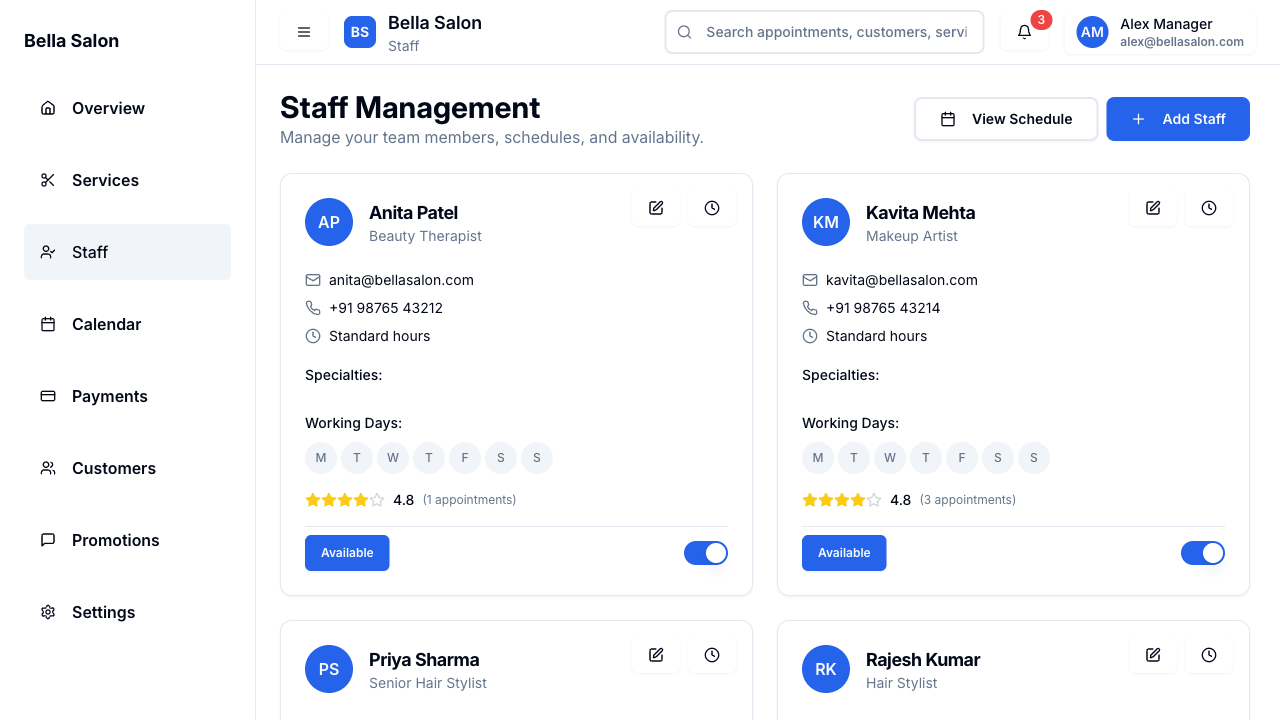 Bella Salon
Overview
Services
Staff
Calendar
Payments
Customers
Promotions
Settings
BS
Bella Salon
Staff
Search appointments, customers, servi
3
AM
Alex Manager
alex@bellasalon.com
Staff Management
Manage your team members, schedules, and availability.
View Schedule
Add Staff
AP
Anita Patel
Beauty Therapist
anita@bellasalon.com
+91 98765 43212
Standard hours
Specialties:
Working Days:
M T W T F S S
4.8 (1 appointments)
Available
KM
Kavita Mehta
Makeup Artist
kavita@bellasalon.com
+91 98765 43214
Standard hours
Specialties:
Working Days:
M T W T F S S
4.8 (3 appointments)
Available
PS
Priya Sharma
Senior Hair Stylist
RK
Rajesh Kumar
Hair Stylist